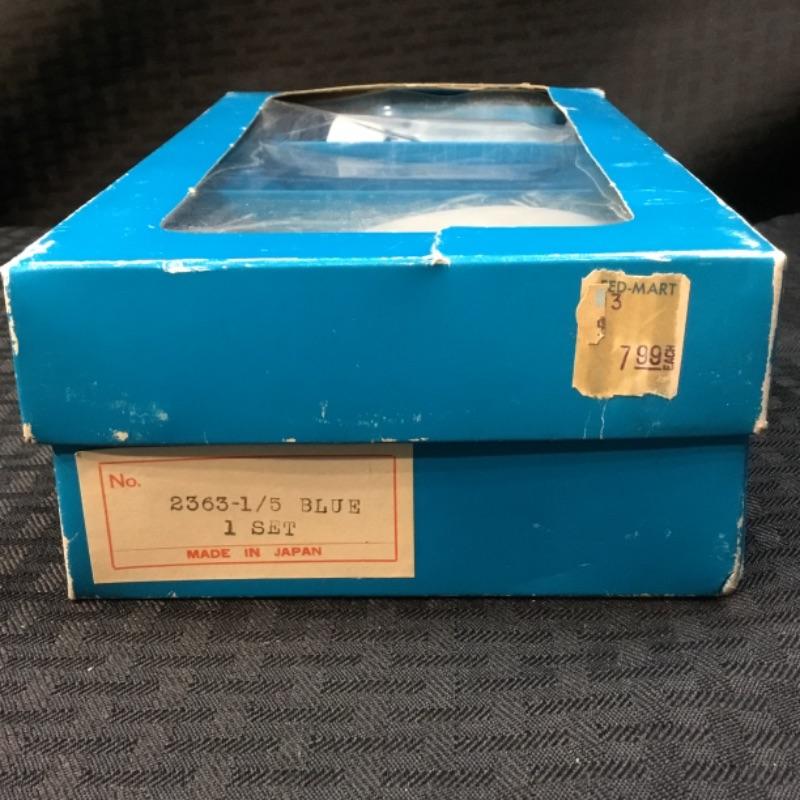 ED-MART
3
7 99 EACH
No.
2363-1/5 BLUE
1 SET
MADE IN JAPAN